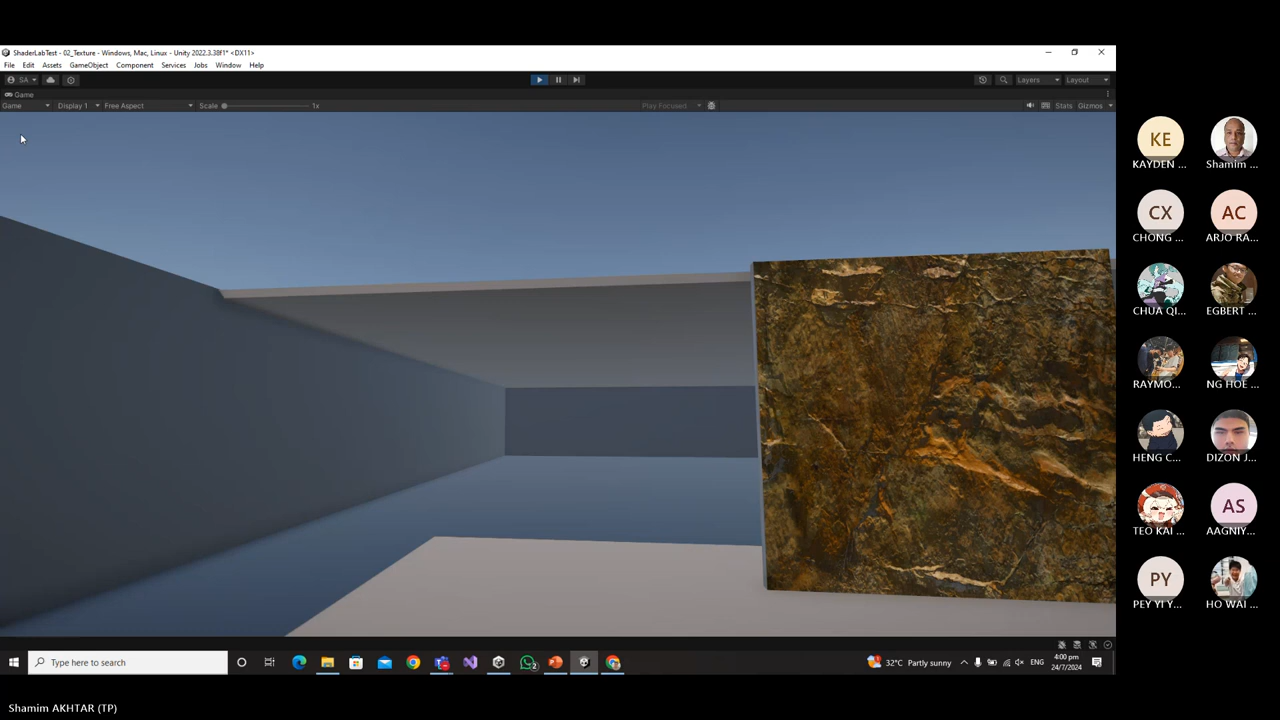 ShaderLabTest - 02_Texture - Windows, Mac, Linux - Unity 2022.3.38f1* <DX11>
File Edit Assets GameObject Component Services Jobs Window Help
SA Layers Layout
Game
Game Display 1 Free Aspect Scale 1x Play Focused Stats Gizmos
KE
KAYDEN ...
Shamim ...
CX
CHONG ...
AC
ARJO RA...
CHUA QI...
EGBERT ...
RAYMO...
NG HOE ...
HENG C...
DIZON J...
TEO KAI ...
AS
AAGNIY...
PY
PEY YI Y...
HO WAI ...
Type here to search
2
32°C Partly sunny
ENG
4:00 pm
24/7/2024
Shamim AKHTAR (TP)